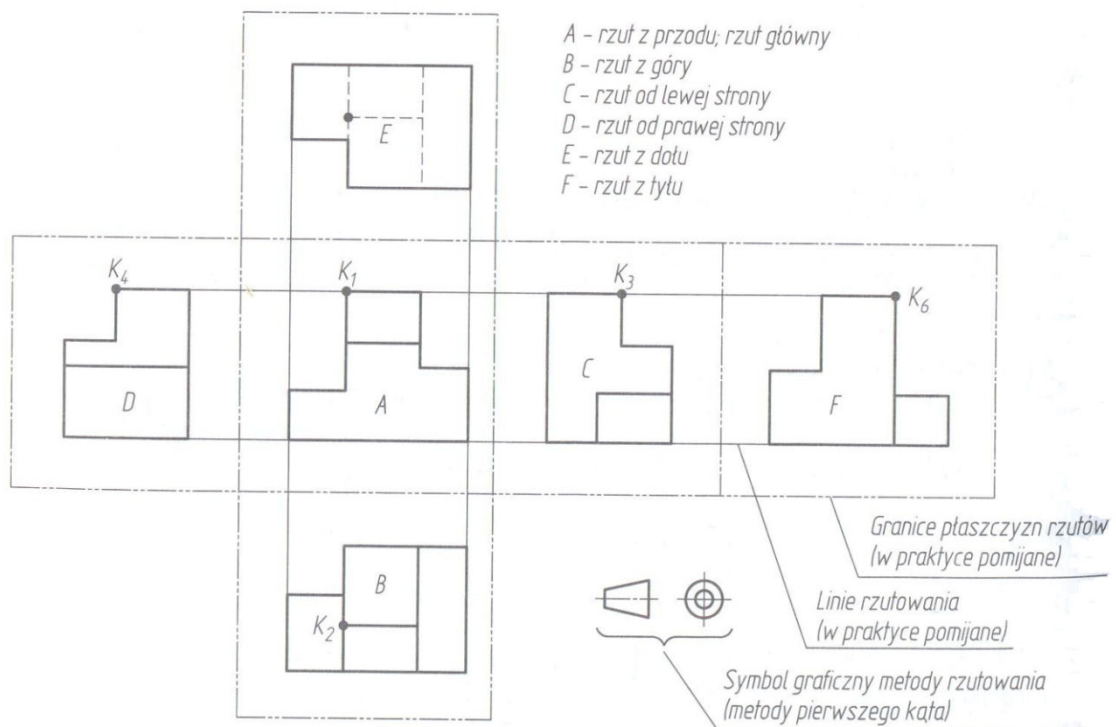 A – rzut z przodu; rzut główny
B – rzut z góry
C – rzut od lewej strony
D – rzut od prawej strony
E – rzut z dołu
F – rzut z tyłu
E
K4
K1
K3
K6
D
A
C
F
B
K2
Granice płaszczyzn rzutów
(w praktyce pomijane)
Linie rzutowania
(w praktyce pomijane)
Symbol graficzny metody rzutowania
(metody pierwszego kąta)